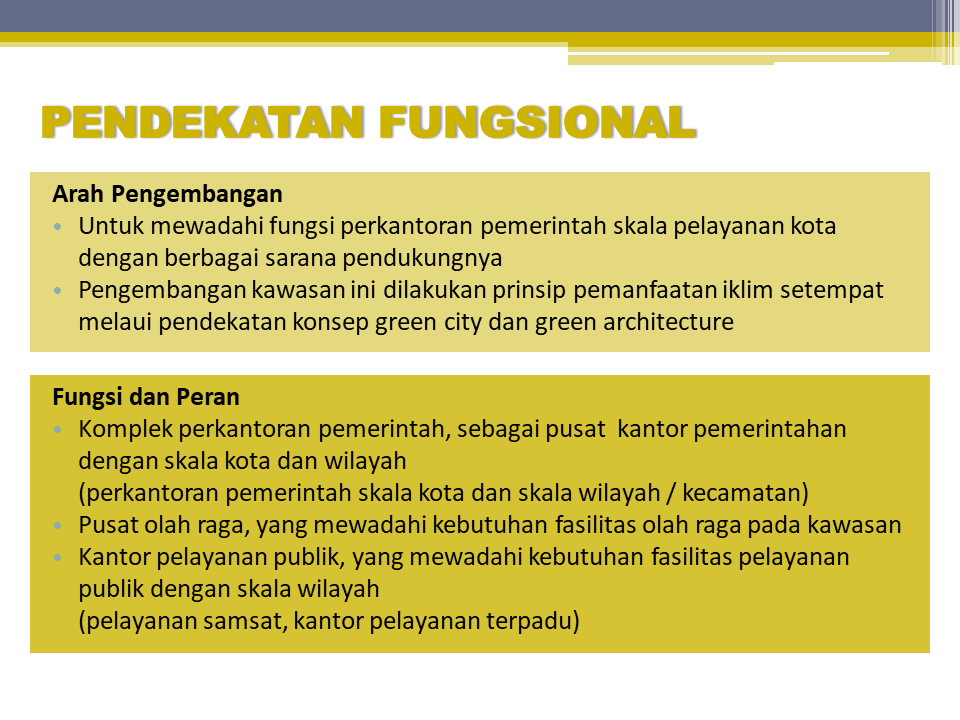 PENDEKATAN FUNGSIONAL
Arah Pengembangan
• Untuk mewadahi fungsi perkantoran pemerintah skala pelayanan kota
dengan berbagai sarana pendukungnya
• Pengembangan kawasan ini dilakukan prinsip pemanfaatan iklim setempat
melaui pendekatan konsep green city dan green architecture
Fungsi dan Peran
• Komplek perkantoran pemerintah, sebagai pusat kantor pemerintahan
dengan skala kota dan wilayah
(perkantoran pemerintah skala kota dan skala wilayah / kecamatan)
• Pusat olah raga, yang mewadahi kebutuhan fasilitas olah raga pada kawasan
• Kantor pelayanan publik, yang mewadahi kebutuhan fasilitas pelayanan
publik dengan skala wilayah
(pelayanan samsat, kantor pelayanan terpadu)